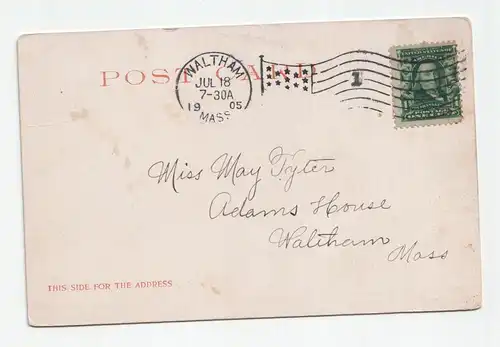 POST CARD
WALTHAM
JUL 18
7-30A
19 05
MASS.
1
Miss May Tyter
Adams House
Waltham
Mass
THIS SIDE FOR THE ADDRESS